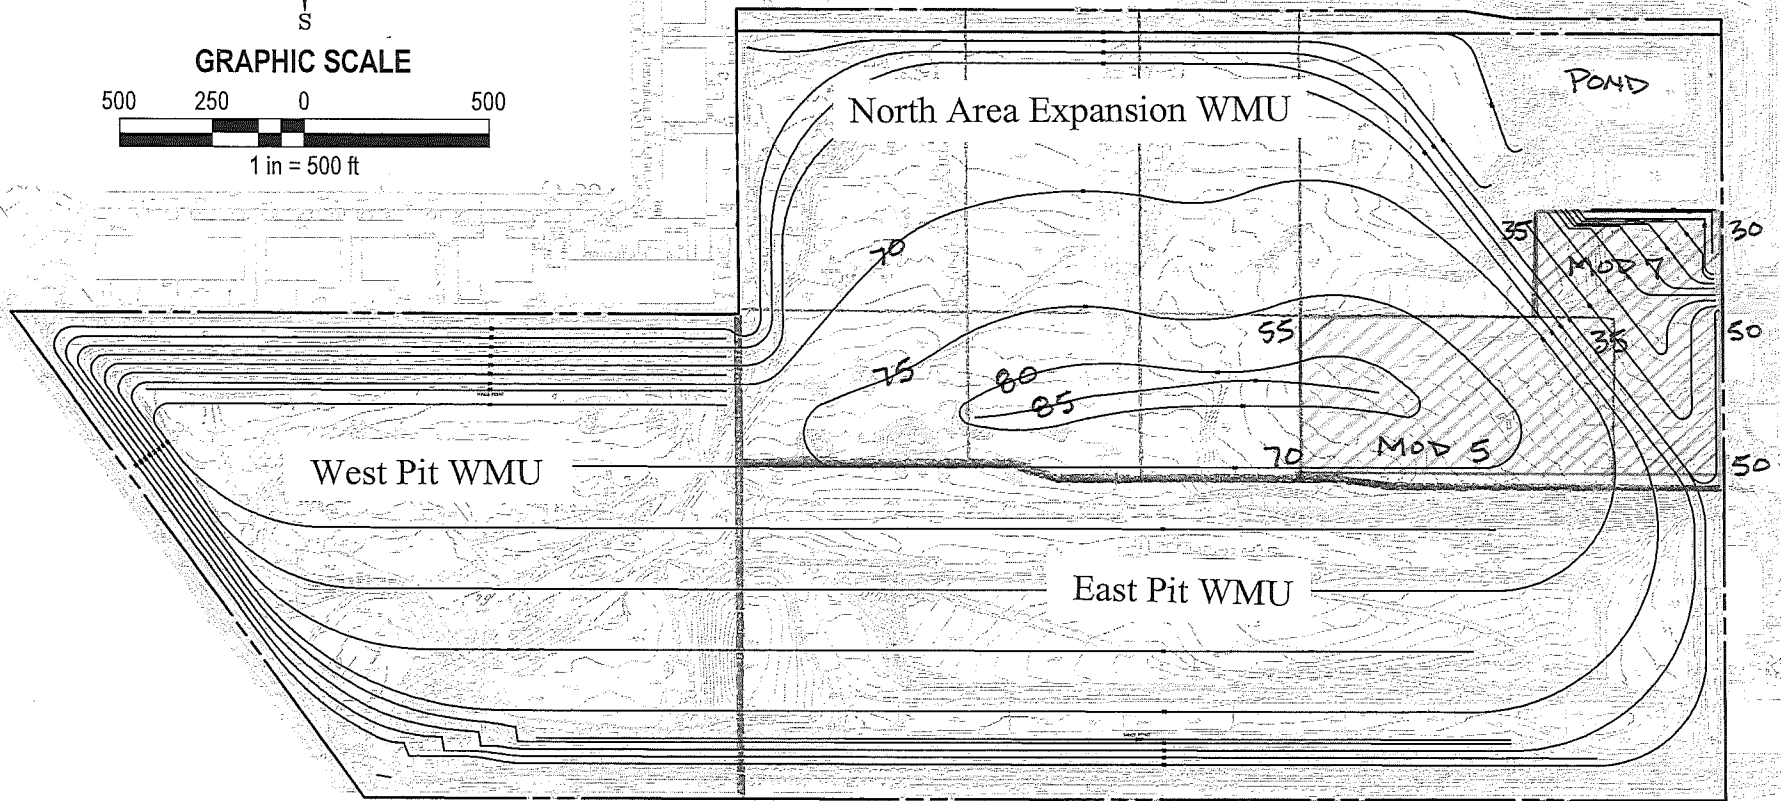 S
GRAPHIC SCALE
500 250 0 500
1 in = 500 ft
POND
North Area Expansion WMU
35
30
MOD 7
70
55
35
50
75
80
85
70
MOD 5
50
West Pit WMU
East Pit WMU